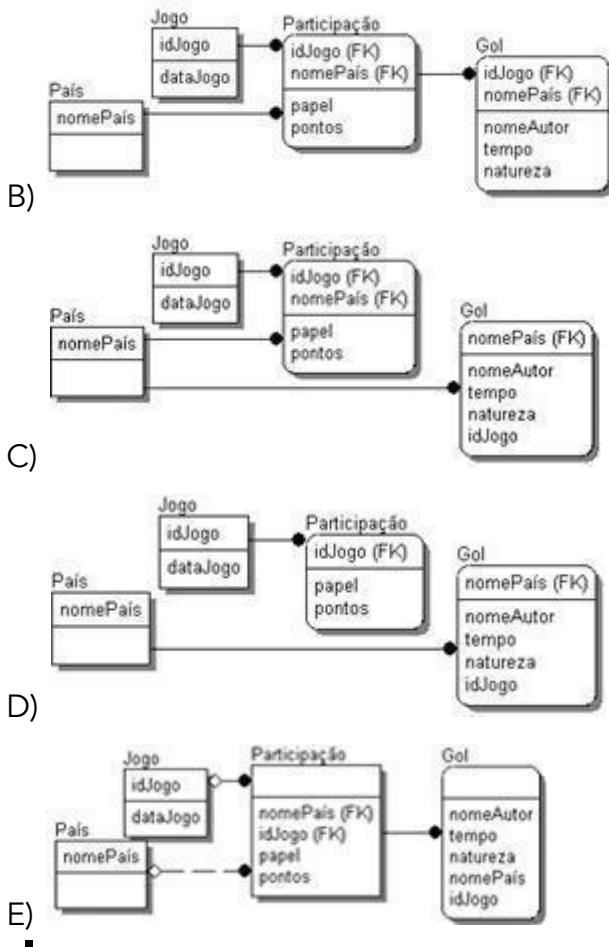 Jogo
idJogo
dataJogo
Participação
idJogo (FK)
nomePaís (FK)
papel
pontos
Gol
idJogo (FK)
nomePaís (FK)
nomeAutor
tempo
natureza
País
nomePaís
B)
Jogo
idJogo
dataJogo
Participação
idJogo (FK)
nomePaís (FK)
papel
pontos
Gol
nomePaís (FK)
nomeAutor
tempo
natureza
idJogo
País
nomePaís
C)
Jogo
idJogo
dataJogo
Participação
idJogo (FK)
papel
pontos
Gol
nomePaís (FK)
nomeAutor
tempo
natureza
idJogo
País
nomePaís
D)
Jogo
idJogo
dataJogo
Participação
nomePaís (FK)
idJogo (FK)
papel
pontos
Gol
nomeAutor
tempo
natureza
nomePaís
idJogo
País
nomePaís
E)